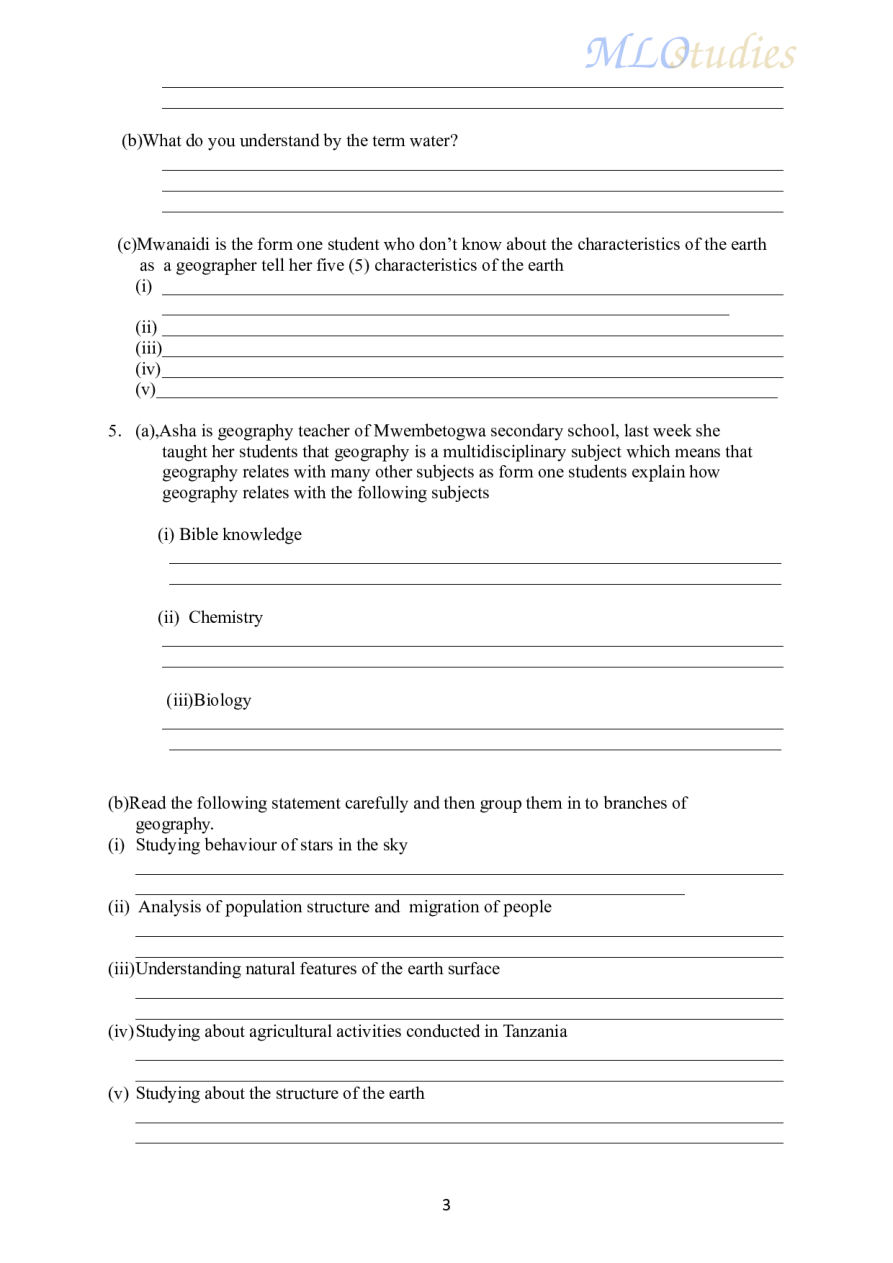 MLOstudies
(b)What do you understand by the term water?
(c)Mwanaidi is the form one student who don’t know about the characteristics of the earth
as a geographer tell her five (5) characteristics of the earth
(i)
(ii)
(iii)
(iv)
(v)
5. (a),Asha is geography teacher of Mwembetogwa secondary school, last week she
taught her students that geography is a multidisciplinary subject which means that
geography relates with many other subjects as form one students explain how
geography relates with the following subjects
(i) Bible knowledge
(ii) Chemistry
(iii)Biology
(b)Read the following statement carefully and then group them in to branches of
geography.
(i) Studying behaviour of stars in the sky
(ii) Analysis of population structure and migration of people
(iii)Understanding natural features of the earth surface
(iv)Studying about agricultural activities conducted in Tanzania
(v) Studying about the structure of the earth
3